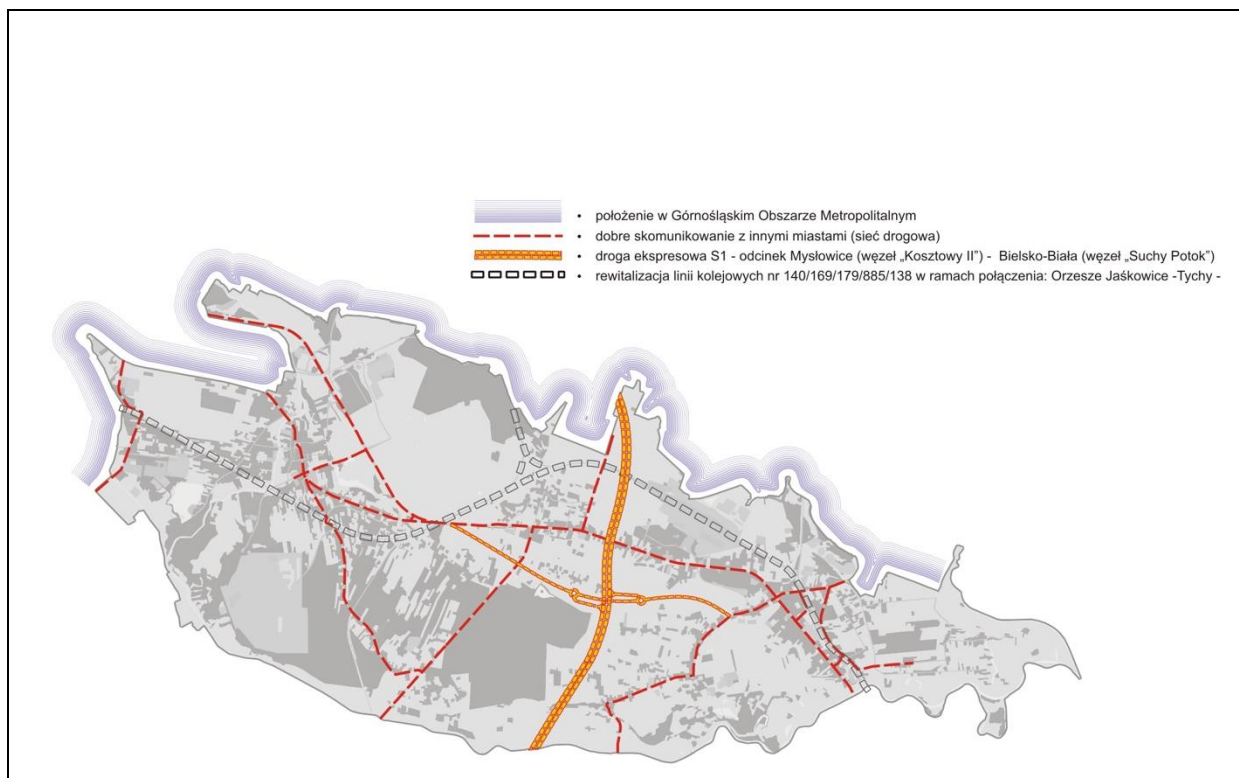 • położenie w Górnośląskim Obszarze Metropolitalnym
• dobre skomunikowanie z innymi miastami (sieć drogowa)
• droga ekspresowa S1 - odcinek Mysłowice (węzeł „Kosztowy II”) - Bielsko-Biała (węzeł „Suchy Potok”)
• rewitalizacja linii kolejowych nr 140/169/179/885/138 w ramach połączenia: Orzesze Jaśkowice -Tychy -